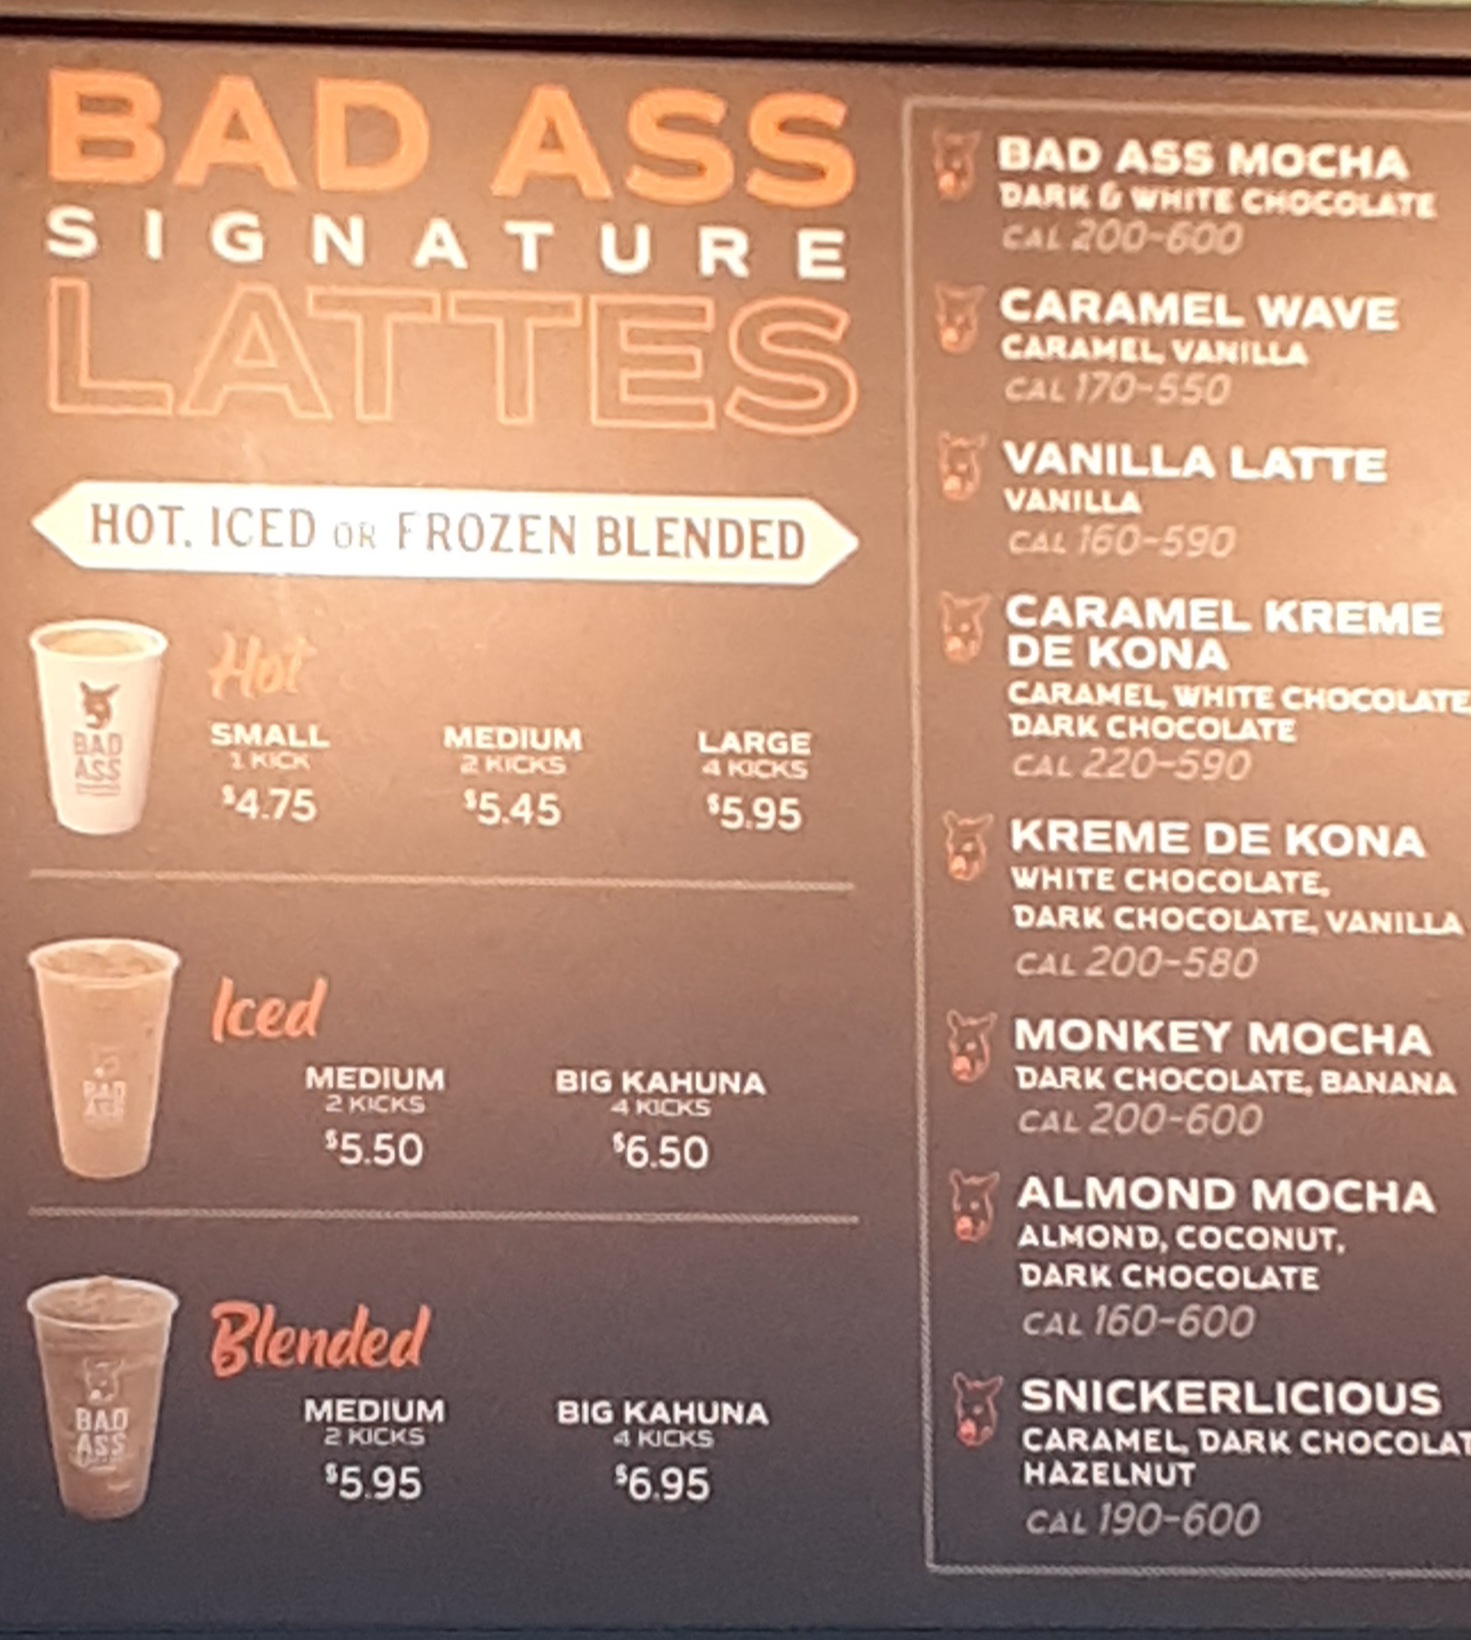 BAD ASS
SIGNATURE
LATTES
HOT, ICED OR FROZEN BLENDED
BAD
ASS
Hot
SMALL MEDIUM LARGE
1 KICK 2 KICKS 4 KICKS
$4.75 $5.45 $5.95
BAD
ASS
Iced
MEDIUM BIG KAHUNA
2 KICKS 4 KICKS
$5.50 $6.50
BAD
ASS
Blended
MEDIUM BIG KAHUNA
2 KICKS 4 KICKS
$5.95 $6.95
BAD ASS MOCHA
DARK & WHITE CHOCOLATE
CAL 200-600
CARAMEL WAVE
CARAMEL, VANILLA
CAL 170-550
VANILLA LATTE
VANILLA
CAL 160-590
CARAMEL KREME
DE KONA
CARAMEL, WHITE CHOCOLATE,
DARK CHOCOLATE
CAL 220-590
KREME DE KONA
WHITE CHOCOLATE,
DARK CHOCOLATE, VANILLA
CAL 200-580
MONKEY MOCHA
DARK CHOCOLATE, BANANA
CAL 200-600
ALMOND MOCHA
ALMOND, COCONUT,
DARK CHOCOLATE
CAL 160-600
SNICKERLICIOUS
CARAMEL, DARK CHOCOLAT
HAZELNUT
CAL 190-600